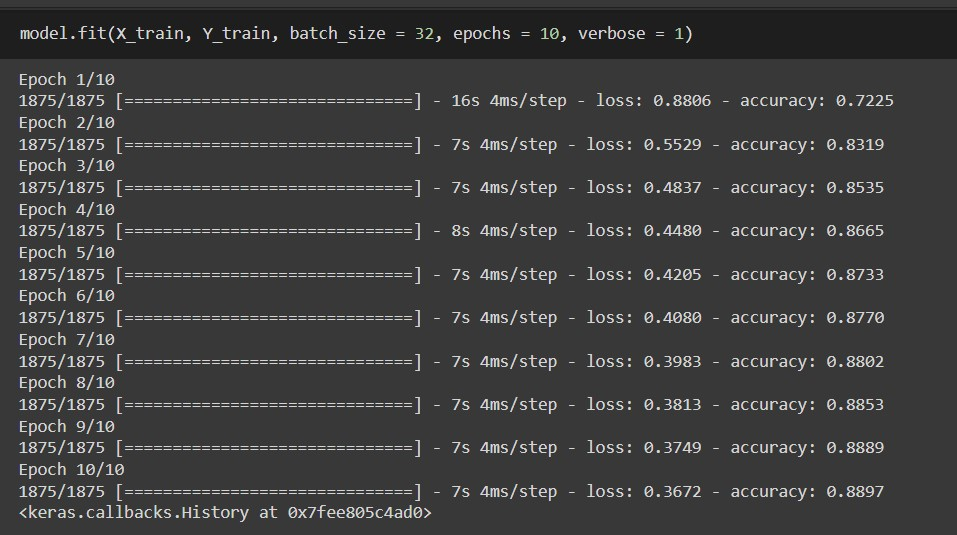 model.fit(X_train, Y_train, batch_size = 32, epochs = 10, verbose = 1)
Epoch 1/10
1875/1875 [==============================] - 16s 4ms/step - loss: 0.8806 - accuracy: 0.7225
Epoch 2/10
1875/1875 [==============================] - 7s 4ms/step - loss: 0.5529 - accuracy: 0.8319
Epoch 3/10
1875/1875 [==============================] - 7s 4ms/step - loss: 0.4837 - accuracy: 0.8535
Epoch 4/10
1875/1875 [==============================] - 8s 4ms/step - loss: 0.4480 - accuracy: 0.8665
Epoch 5/10
1875/1875 [==============================] - 7s 4ms/step - loss: 0.4205 - accuracy: 0.8733
Epoch 6/10
1875/1875 [==============================] - 7s 4ms/step - loss: 0.4080 - accuracy: 0.8770
Epoch 7/10
1875/1875 [==============================] - 7s 4ms/step - loss: 0.3983 - accuracy: 0.8802
Epoch 8/10
1875/1875 [==============================] - 7s 4ms/step - loss: 0.3813 - accuracy: 0.8853
Epoch 9/10
1875/1875 [==============================] - 7s 4ms/step - loss: 0.3749 - accuracy: 0.8889
Epoch 10/10
1875/1875 [==============================] - 7s 4ms/step - loss: 0.3672 - accuracy: 0.8897
<keras.callbacks.History at 0x7fee805c4ad0>